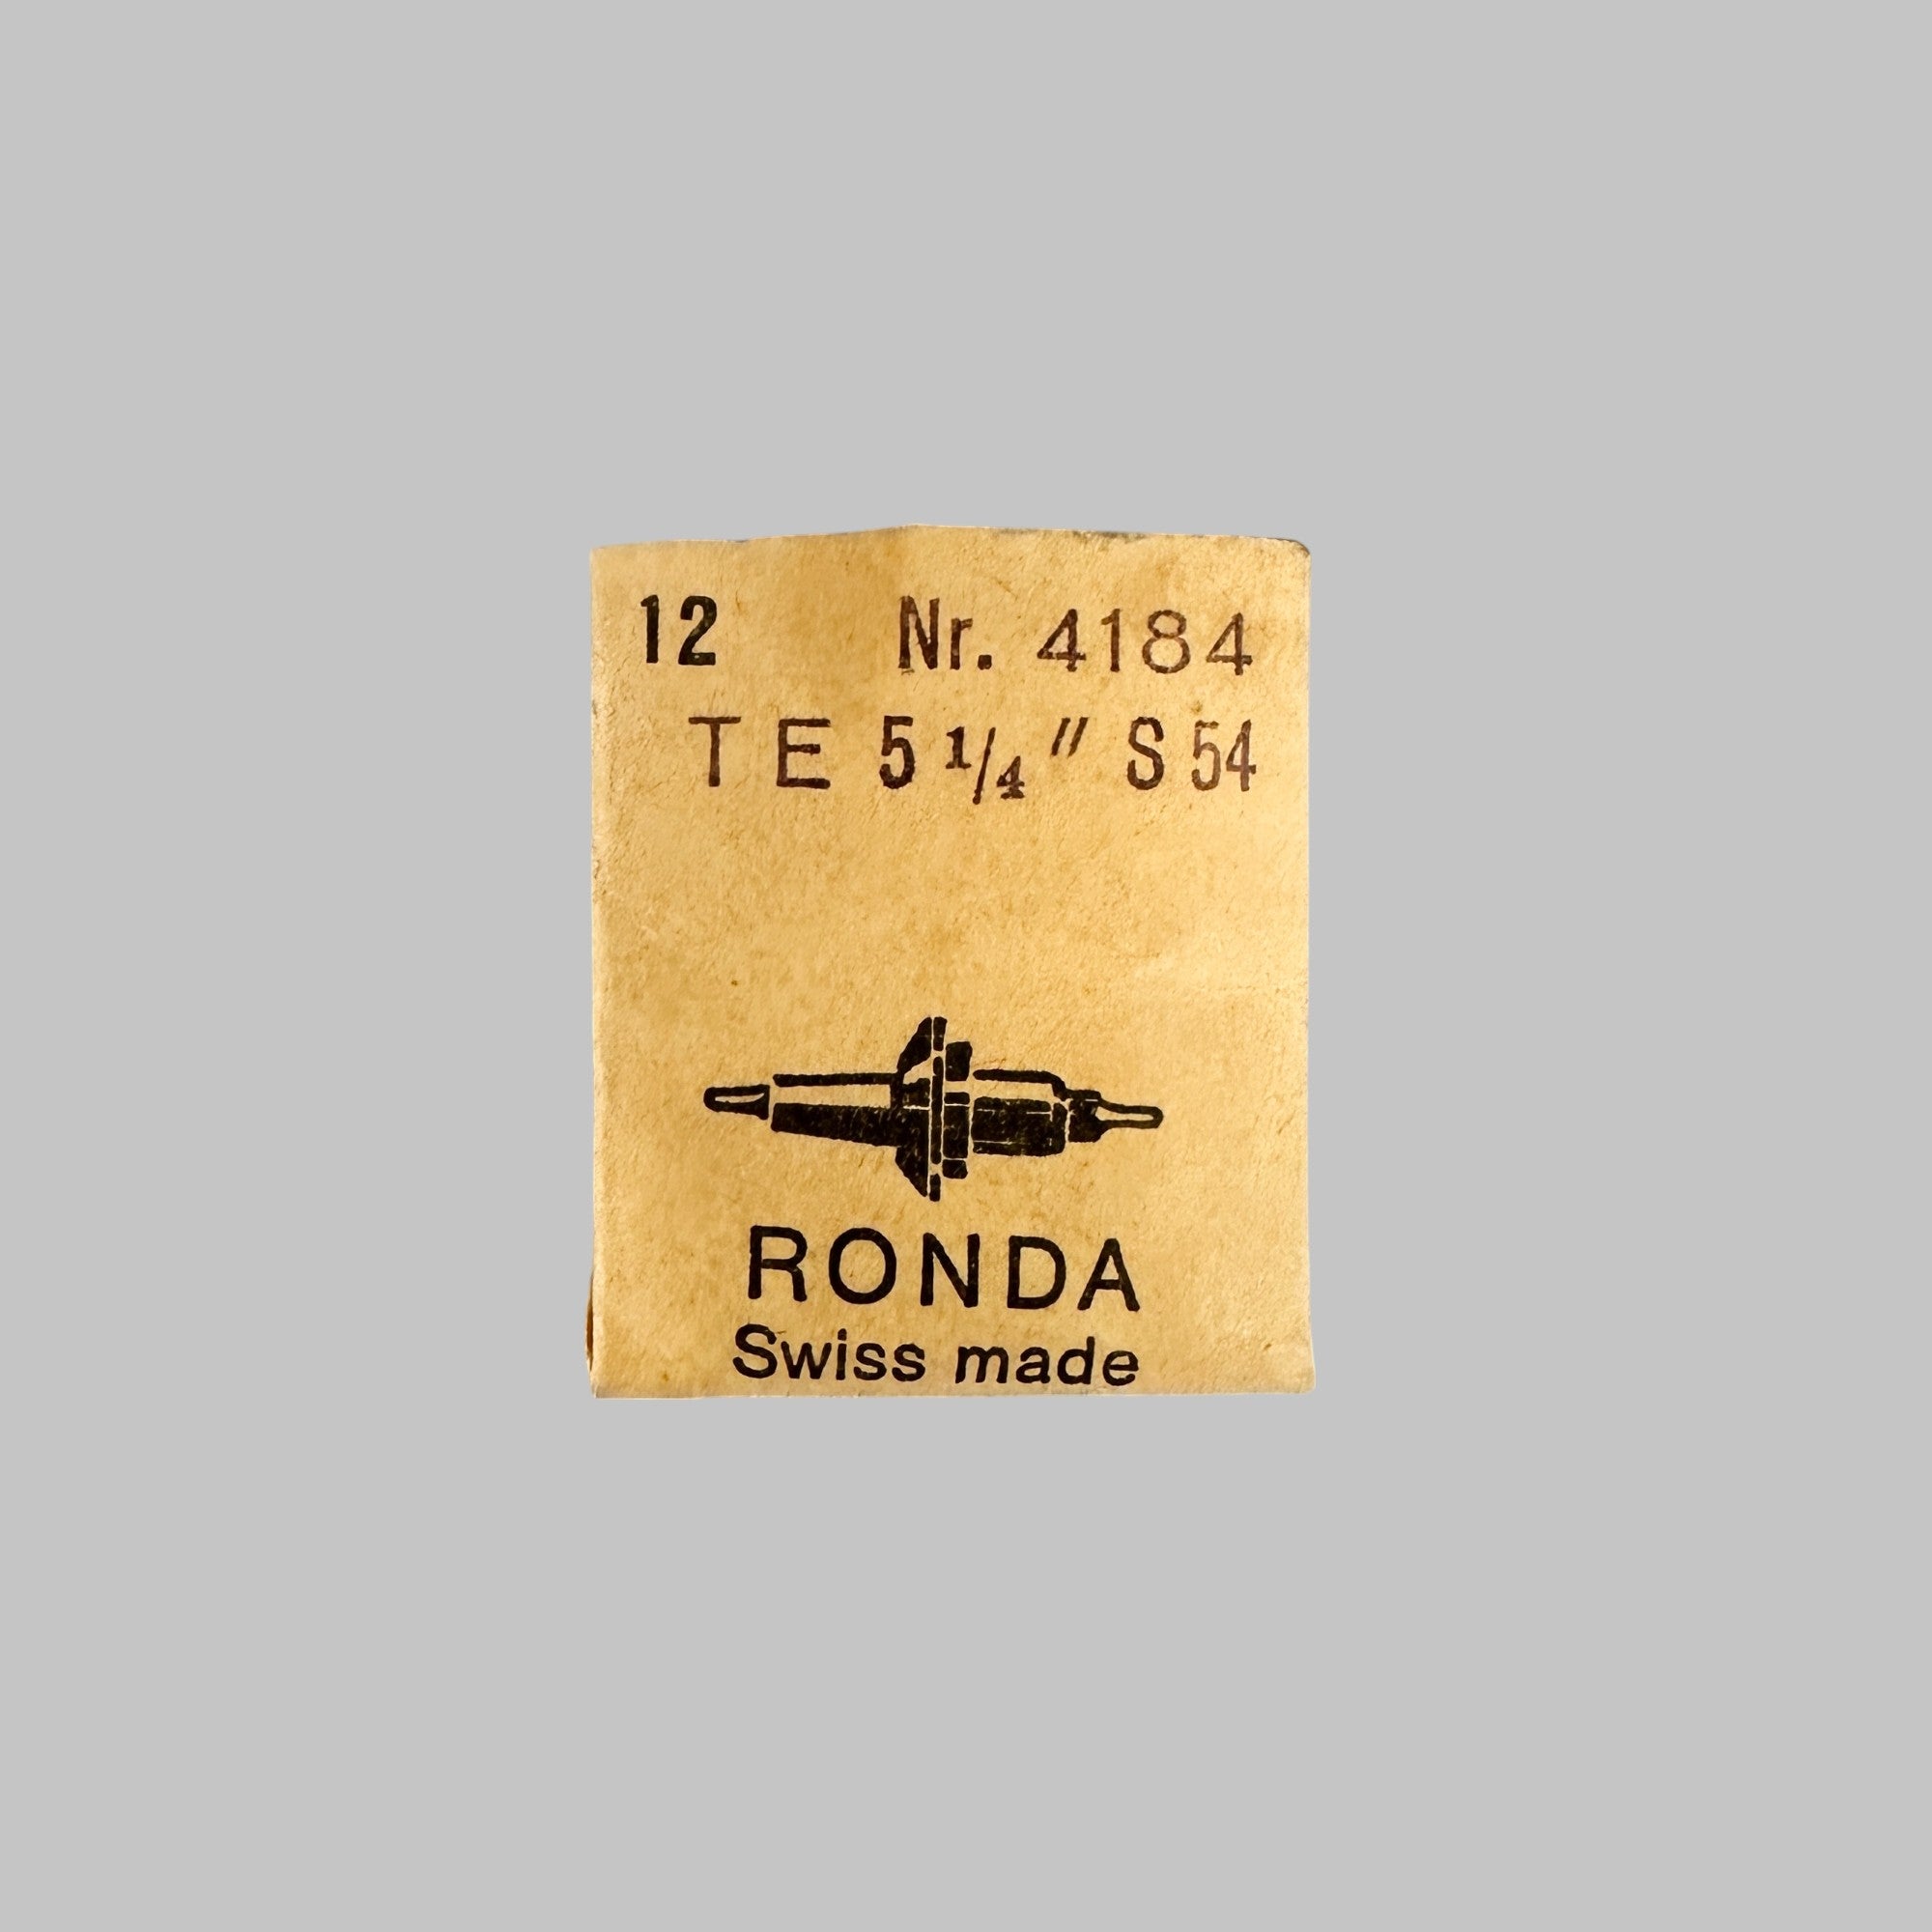 12 Nr. 4184
TE 5 1/4 " S 54
RONDA
Swiss made